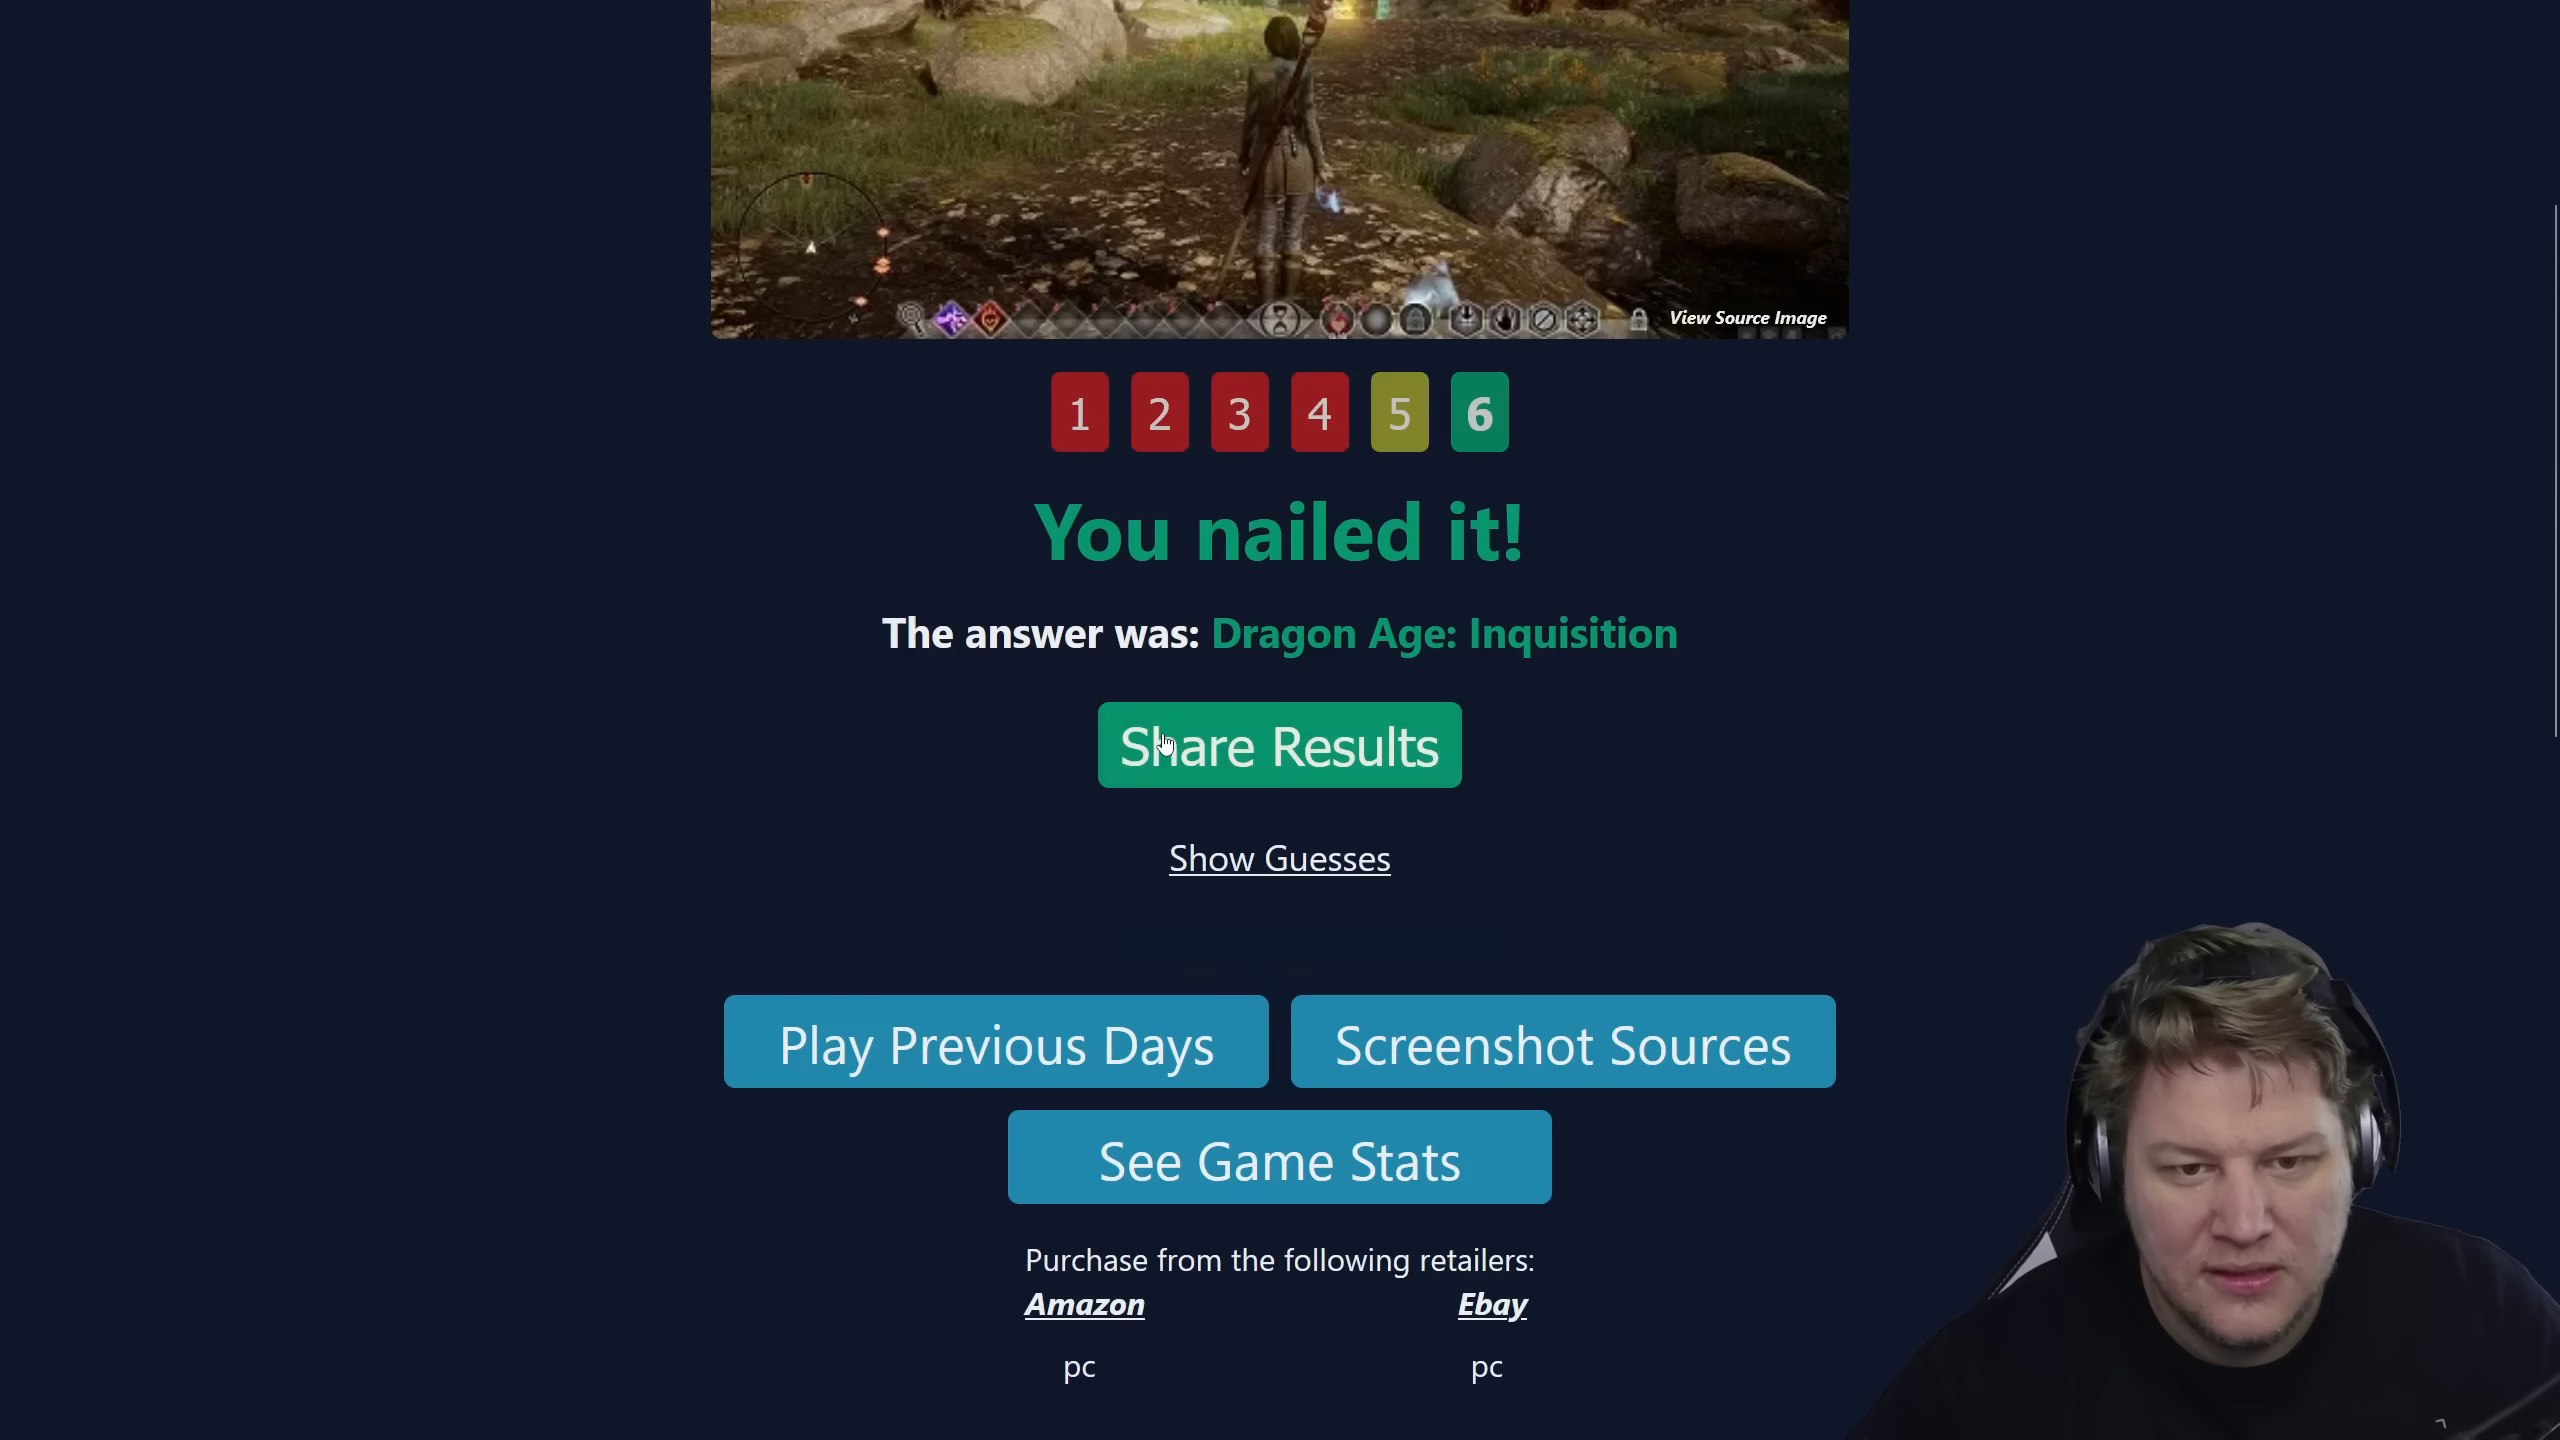 View Source Image
1 2 3 4 5 6
You nailed it!
The answer was: Dragon Age: Inquisition
Share Results
Show Guesses
Play Previous Days Screenshot Sources
See Game Stats
Purchase from the following retailers:
Amazon Ebay
pc pc